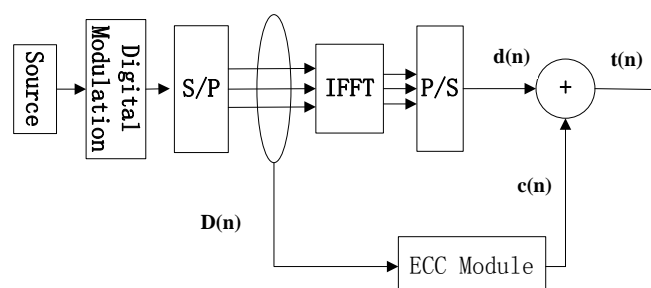 Source
Digital
Modulation
S/P
IFFT
P/S
d(n)
+
t(n)
c(n)
D(n)
ECC Module